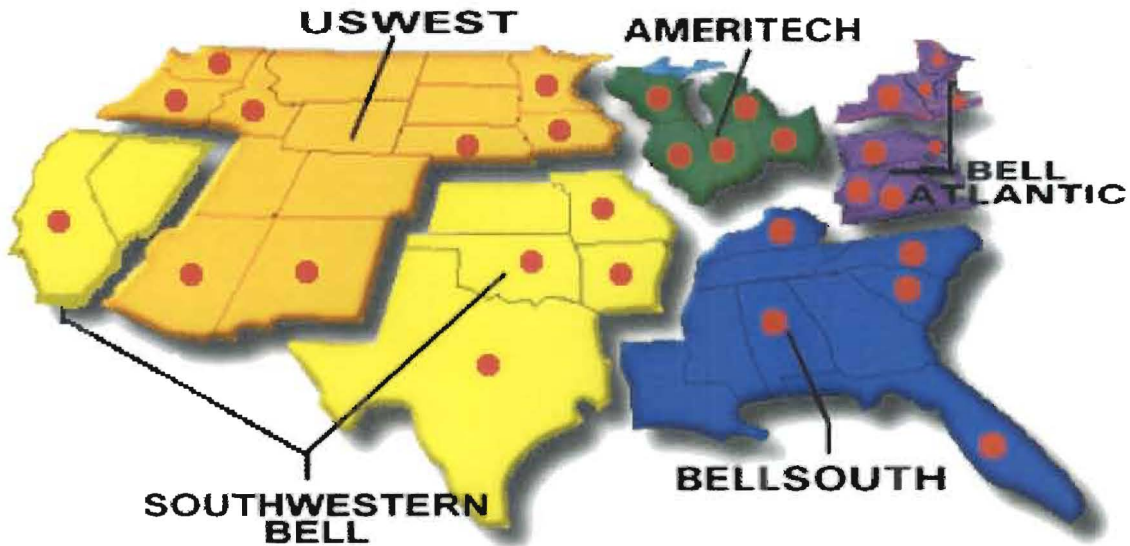 USWEST
AMERITECH
BELL
ATLANTIC
BELLSOUTH
SOUTHWESTERN
BELL